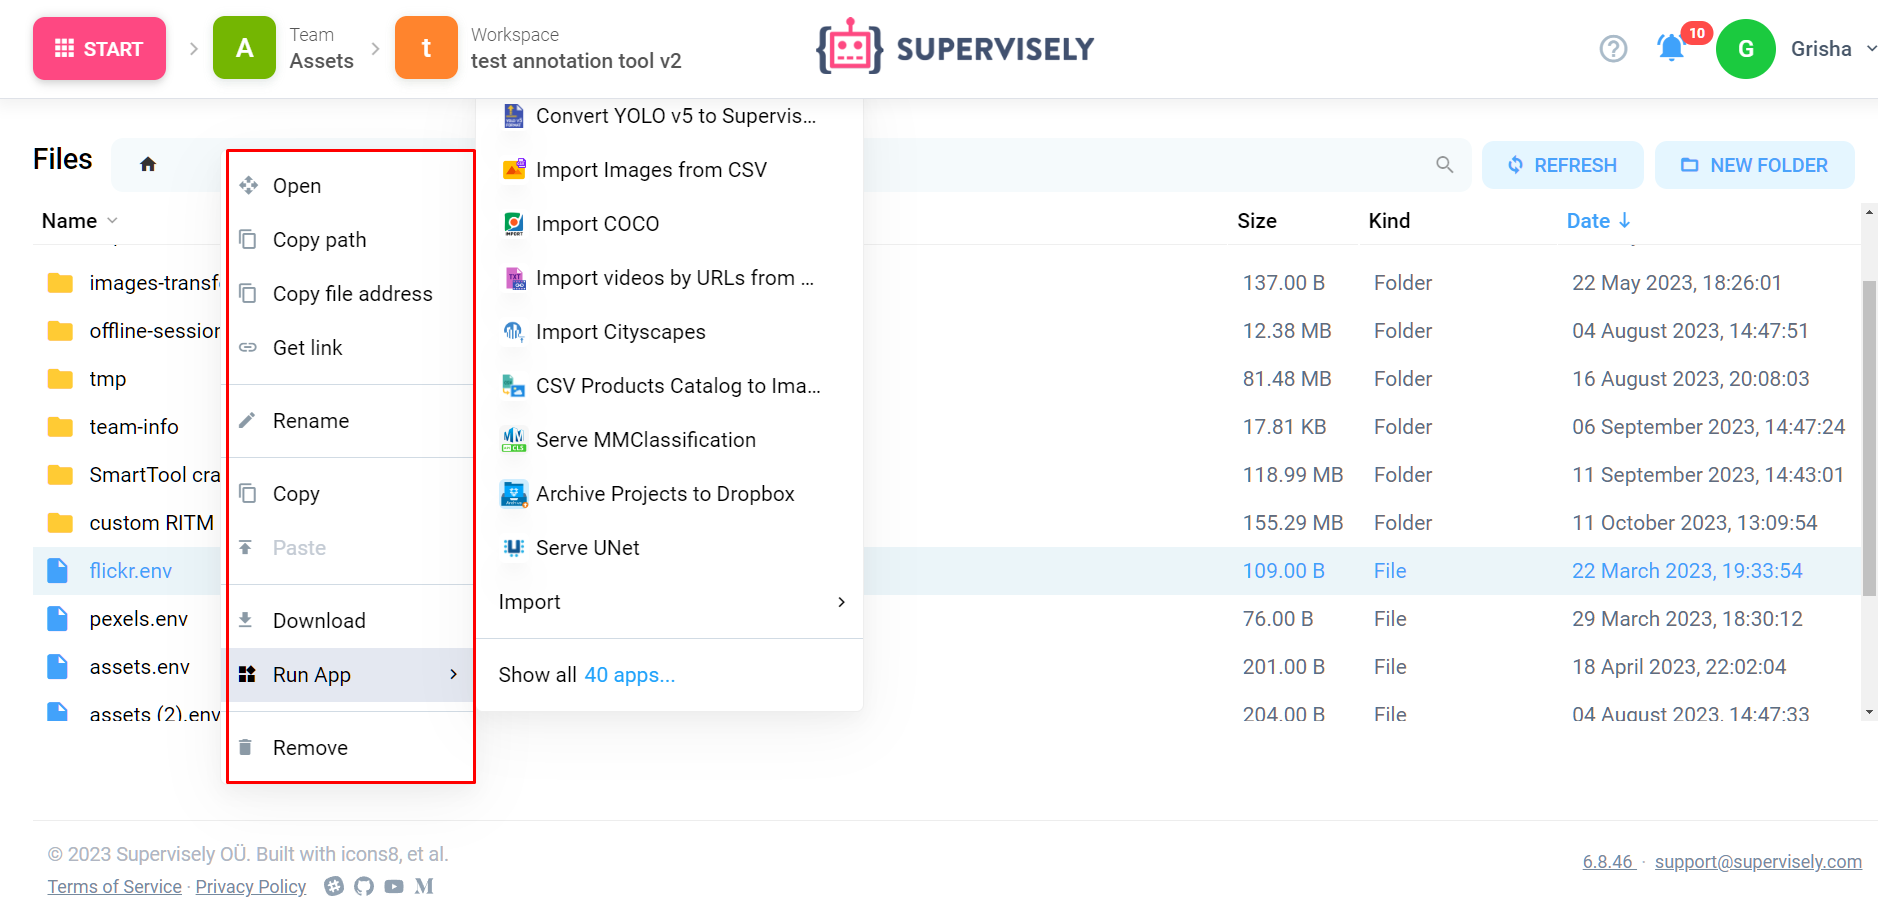 START
A
Team
Assets
t
Workspace
test annotation tool v2
SUPERVISELY
10
G
Grisha
Files
REFRESH
NEW FOLDER
Name
Size
Kind
Date
images-transf
137.00 B Folder 22 May 2023, 18:26:01
offline-session
12.38 MB Folder 04 August 2023, 14:47:51
tmp
81.48 MB Folder 16 August 2023, 20:08:03
team-info
17.81 KB Folder 06 September 2023, 14:47:24
SmartTool cra
118.99 MB Folder 11 September 2023, 14:43:01
custom RITM
155.29 MB Folder 11 October 2023, 13:09:54
flickr.env
109.00 B File 22 March 2023, 19:33:54
pexels.env
76.00 B File 29 March 2023, 18:30:12
assets.env
201.00 B File 18 April 2023, 22:02:04
assets (2).env
204.00 B File 04 August 2023, 14:47:33
Open
Copy path
Copy file address
Get link
Rename
Copy
Paste
Download
Run App
Remove
Convert YOLO v5 to Supervis...
Import Images from CSV
Import COCO
Import videos by URLs from ...
Import Cityscapes
CSV Products Catalog to Ima...
Serve MMClassification
Archive Projects to Dropbox
Serve UNet
Import
Show all 40 apps...
© 2023 Supervisely OÜ. Built with icons8, et al.
Terms of Service · Privacy Policy
6.8.46 · support@supervisely.com